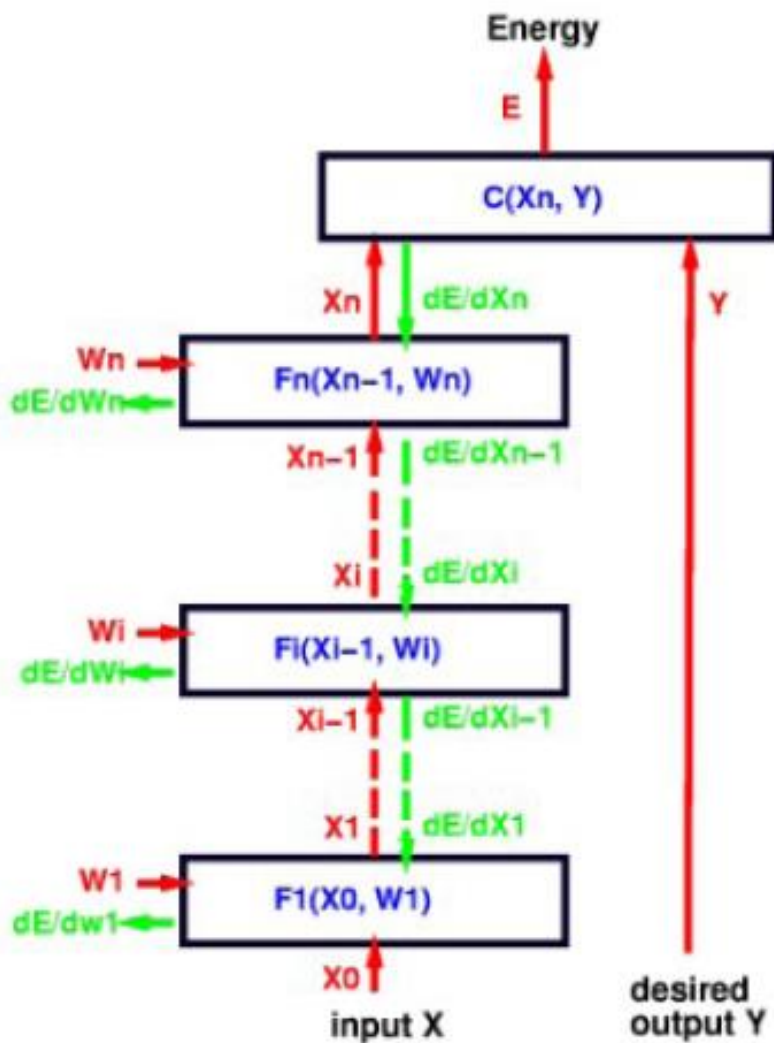 Energy
E
C(Xn, Y)
Xn
dE/dXn
Y
Wn
Fn(Xn-1, Wn)
dE/dWn
Xn-1
dE/dXn-1
Xi
dE/dXi
Wi
Fi(Xi-1, Wi)
dE/dWi
Xi-1
dE/dXi-1
X1
dE/dX1
W1
F1(X0, W1)
dE/dw1
X0
input X
desired
output Y